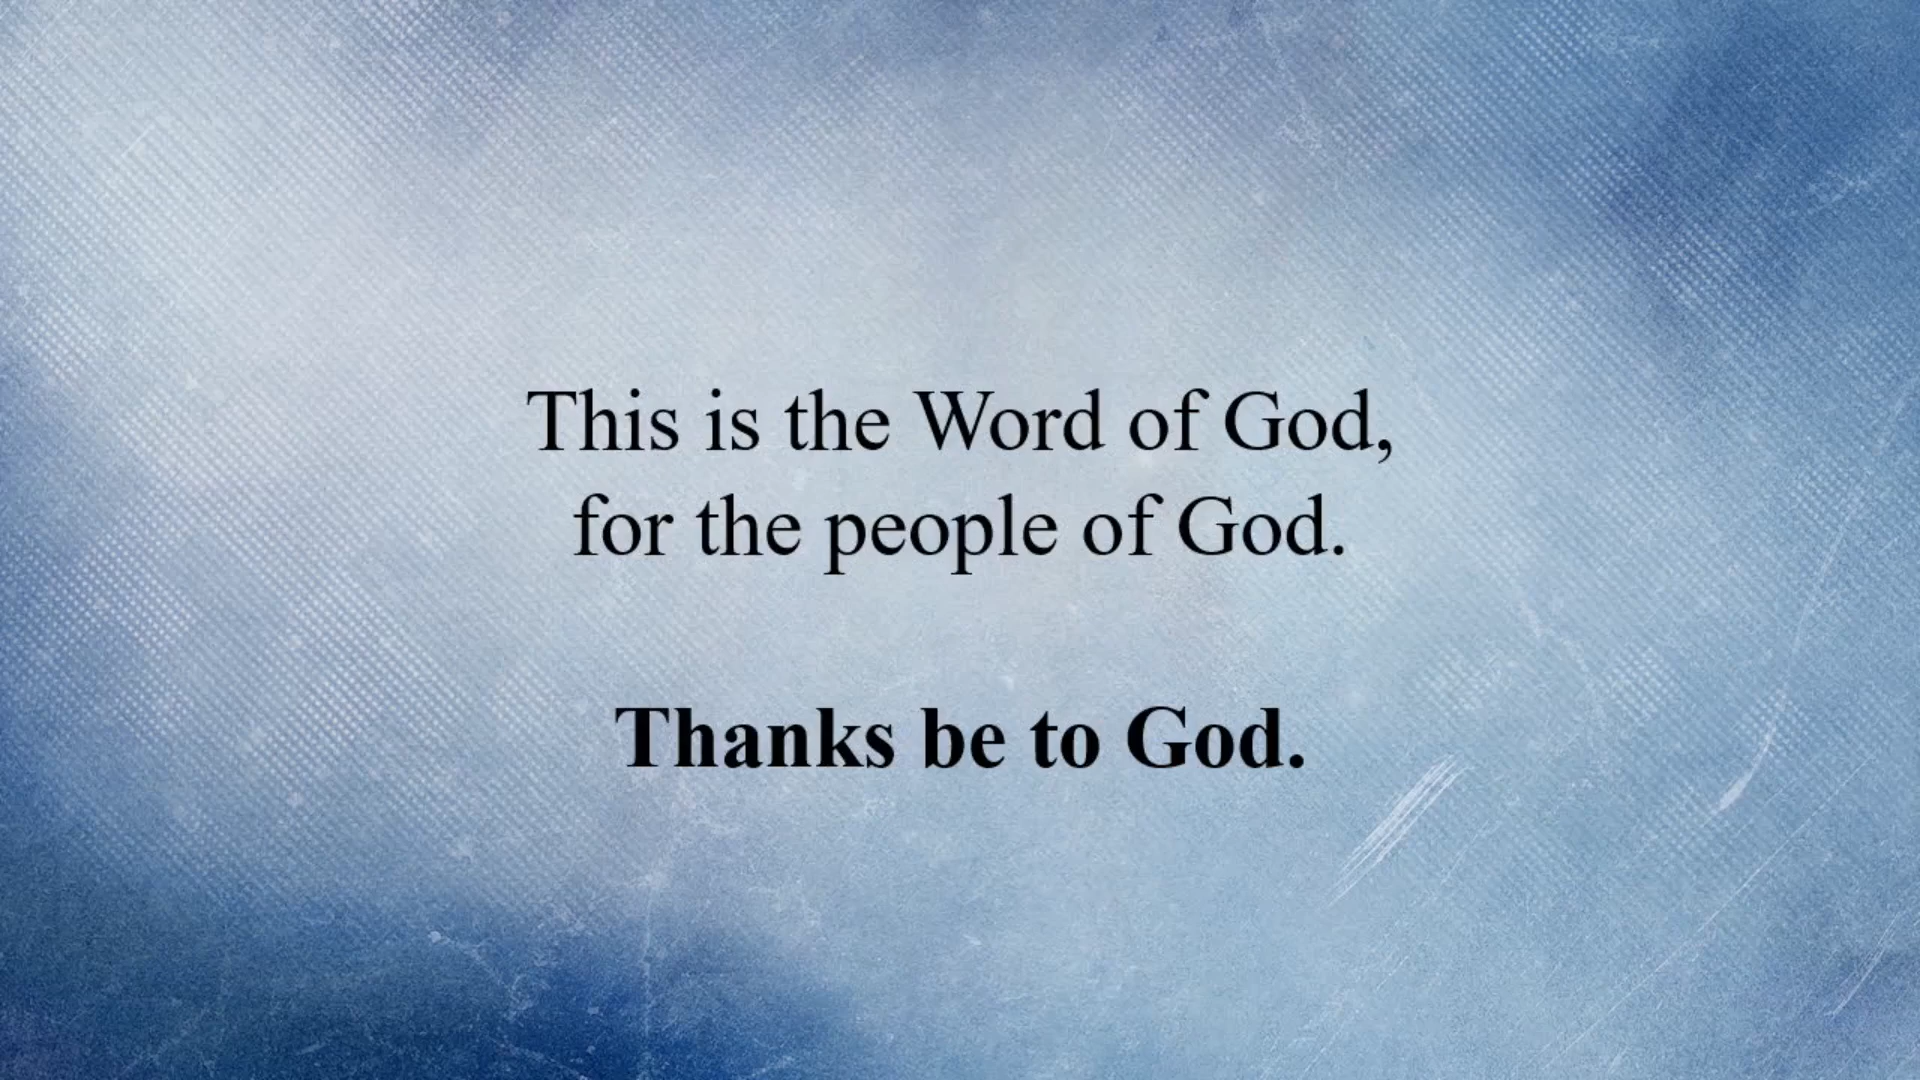 This is the Word of God,
for the people of God.
Thanks be to God.